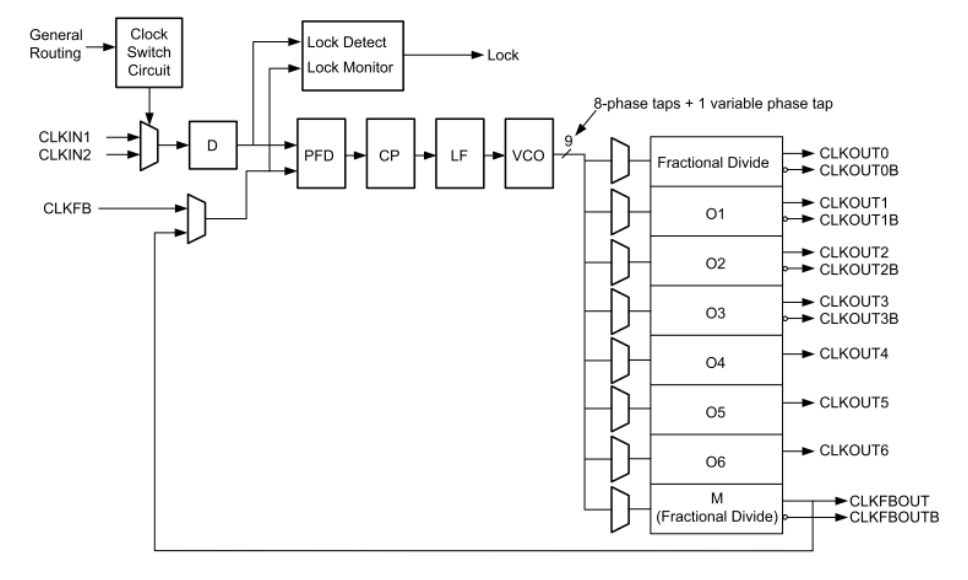 General
Routing
Clock
Switch
Circuit
Lock Detect
Lock Monitor
Lock
8-phase taps + 1 variable phase tap
CLKIN1
CLKIN2
D
PFD
CP
LF
VCO
9
CLKFB
Fractional Divide
CLKOUT0
CLKOUT0B
O1
CLKOUT1
CLKOUT1B
O2
CLKOUT2
CLKOUT2B
O3
CLKOUT3
CLKOUT3B
O4
CLKOUT4
O5
CLKOUT5
O6
CLKOUT6
M
(Fractional Divide)
CLKFBOUT
CLKFBOUTB